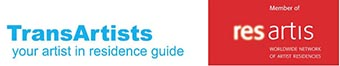 TransArtists
your artist in residence guide
Member of
res artis
WORLDWIDE NETWORK
OF ARTIST RESIDENCIES